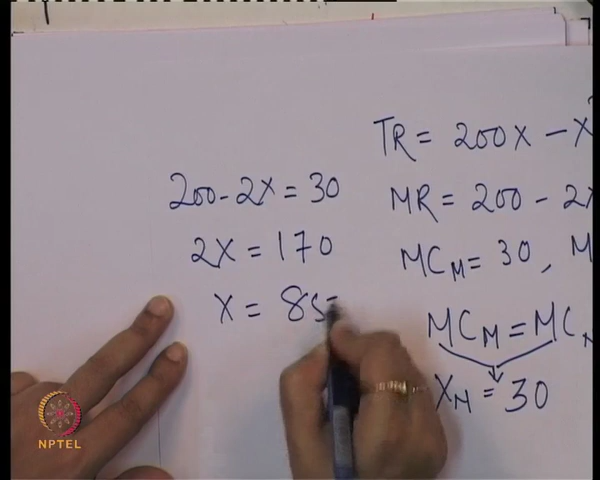 200 - 2X = 30
2X = 170
X = 85
TR = 200X - X
MR = 200 - 2X
MC_M = 30, M
MC_M = MC
X_M = 30
NPTEL